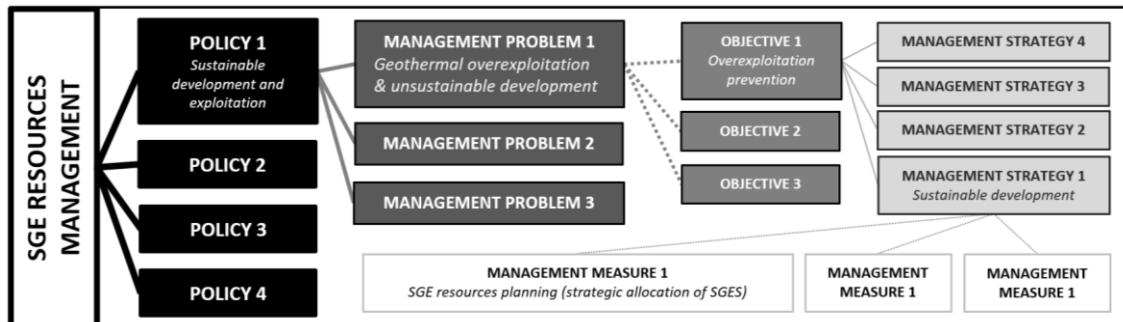 SGE RESOURCES
MANAGEMENT
POLICY 1
Sustainable
development and
exploitation
POLICY 2
POLICY 3
POLICY 4
MANAGEMENT PROBLEM 1
Geothermal overexploitation
& unsustainable development
MANAGEMENT PROBLEM 2
MANAGEMENT PROBLEM 3
OBJECTIVE 1
Overexploitation
prevention
OBJECTIVE 2
OBJECTIVE 3
MANAGEMENT STRATEGY 4
MANAGEMENT STRATEGY 3
MANAGEMENT STRATEGY 2
MANAGEMENT STRATEGY 1
Sustainable development
MANAGEMENT MEASURE 1
SGE resources planning (strategic allocation of SGES)
MANAGEMENT
MEASURE 1
MANAGEMENT
MEASURE 1